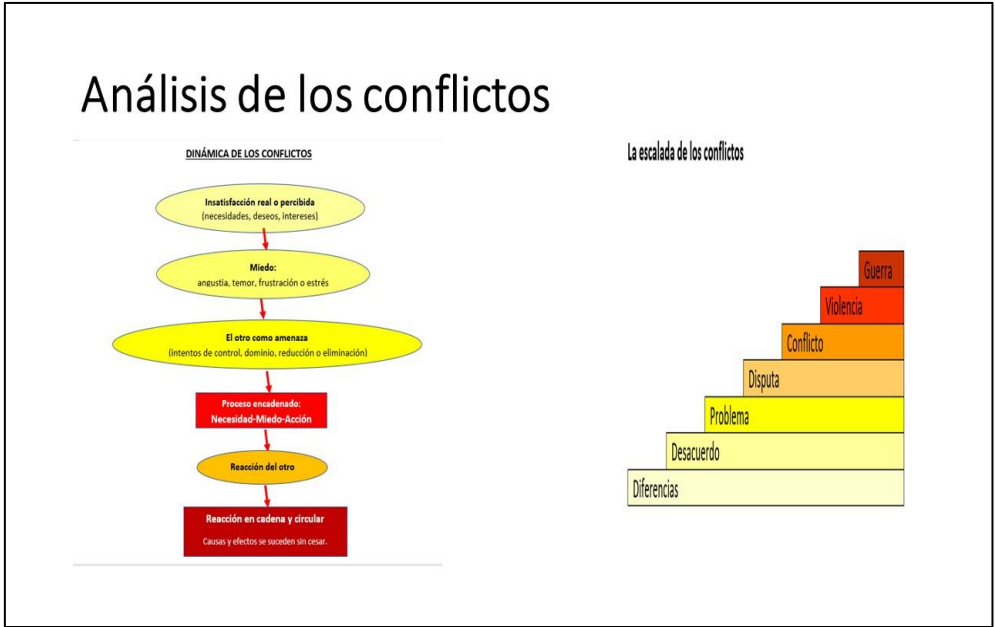 Análisis de los conflictos
DINÁMICA DE LOS CONFLICTOS
Insatisfacción real o percibida
(necesidades, deseos, intereses)
Miedo:
angustia, temor, frustración o estrés
El otro como amenaza
(intentos de control, dominio, reducción o eliminación)
Proceso encadenado:
Necesidad-Miedo-Acción
Reacción del otro
Reacción en cadena y circular
Causas y efectos se suceden sin cesar.
La escalada de los conflictos
Guerra
Violencia
Conflicto
Disputa
Problema
Desacuerdo
Diferencias